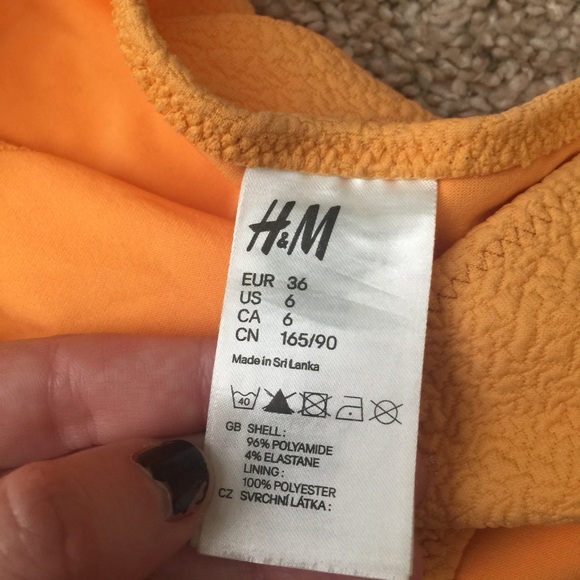 H&M
EUR 36
US 6
CA 6
CN 165/90
Made in Sri Lanka
40
GB SHELL:
96% POLYAMIDE
4% ELASTANE
LINING:
100% POLYESTER
CZ SVRCHNÍ LÁTKA: